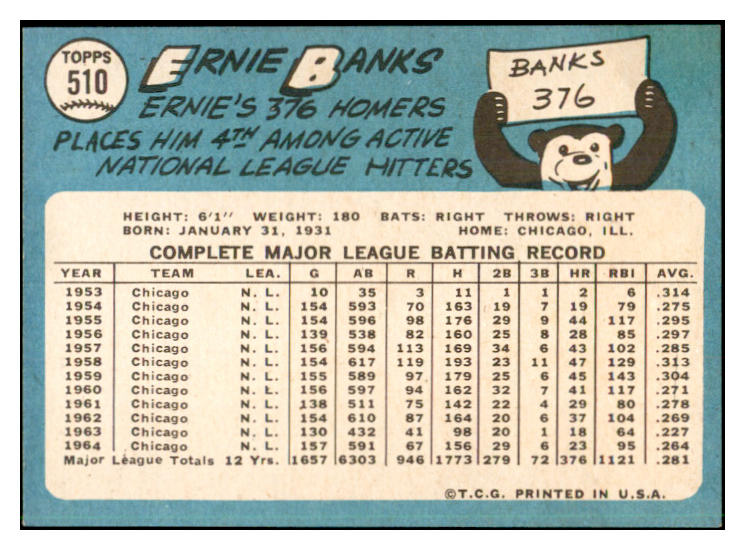 TOPPS
510
ERNIE BANKS
ERNIE'S 376 HOMERS
PLACES HIM 4TH AMONG ACTIVE
NATIONAL LEAGUE HITTERS
BANKS
376
HEIGHT: 6'1" WEIGHT: 180 BATS: RIGHT THROWS: RIGHT
BORN: JANUARY 31, 1931 HOME: CHICAGO, ILL.
COMPLETE MAJOR LEAGUE BATTING RECORD
YEAR TEAM LEA. G AB R H 2B 3B HR RBI AVG.
1953 Chicago N. L. 10 35 3 11 1 1 2 6 .314
1954 Chicago N. L. 154 593 70 163 19 7 19 79 .275
1955 Chicago N. L. 154 596 98 176 29 9 44 117 .295
1956 Chicago N. L. 139 538 82 160 25 8 28 85 .297
1957 Chicago N. L. 156 594 113 169 34 6 43 102 .285
1958 Chicago N. L. 154 617 119 193 23 11 47 129 .313
1959 Chicago N. L. 155 589 97 179 25 6 45 143 .304
1960 Chicago N. L. 156 597 94 162 32 7 41 117 .271
1961 Chicago N. L. 138 511 75 142 22 4 29 80 .278
1962 Chicago N. L. 154 610 87 164 20 6 37 104 .269
1963 Chicago N. L. 130 432 41 98 20 1 18 64 .227
1964 Chicago N. L. 157 591 67 156 29 6 23 95 .264
Major League Totals 12 Yrs. 1657 6303 946 1773 279 72 376 1121 .281
©T.C.G. PRINTED IN U.S.A.